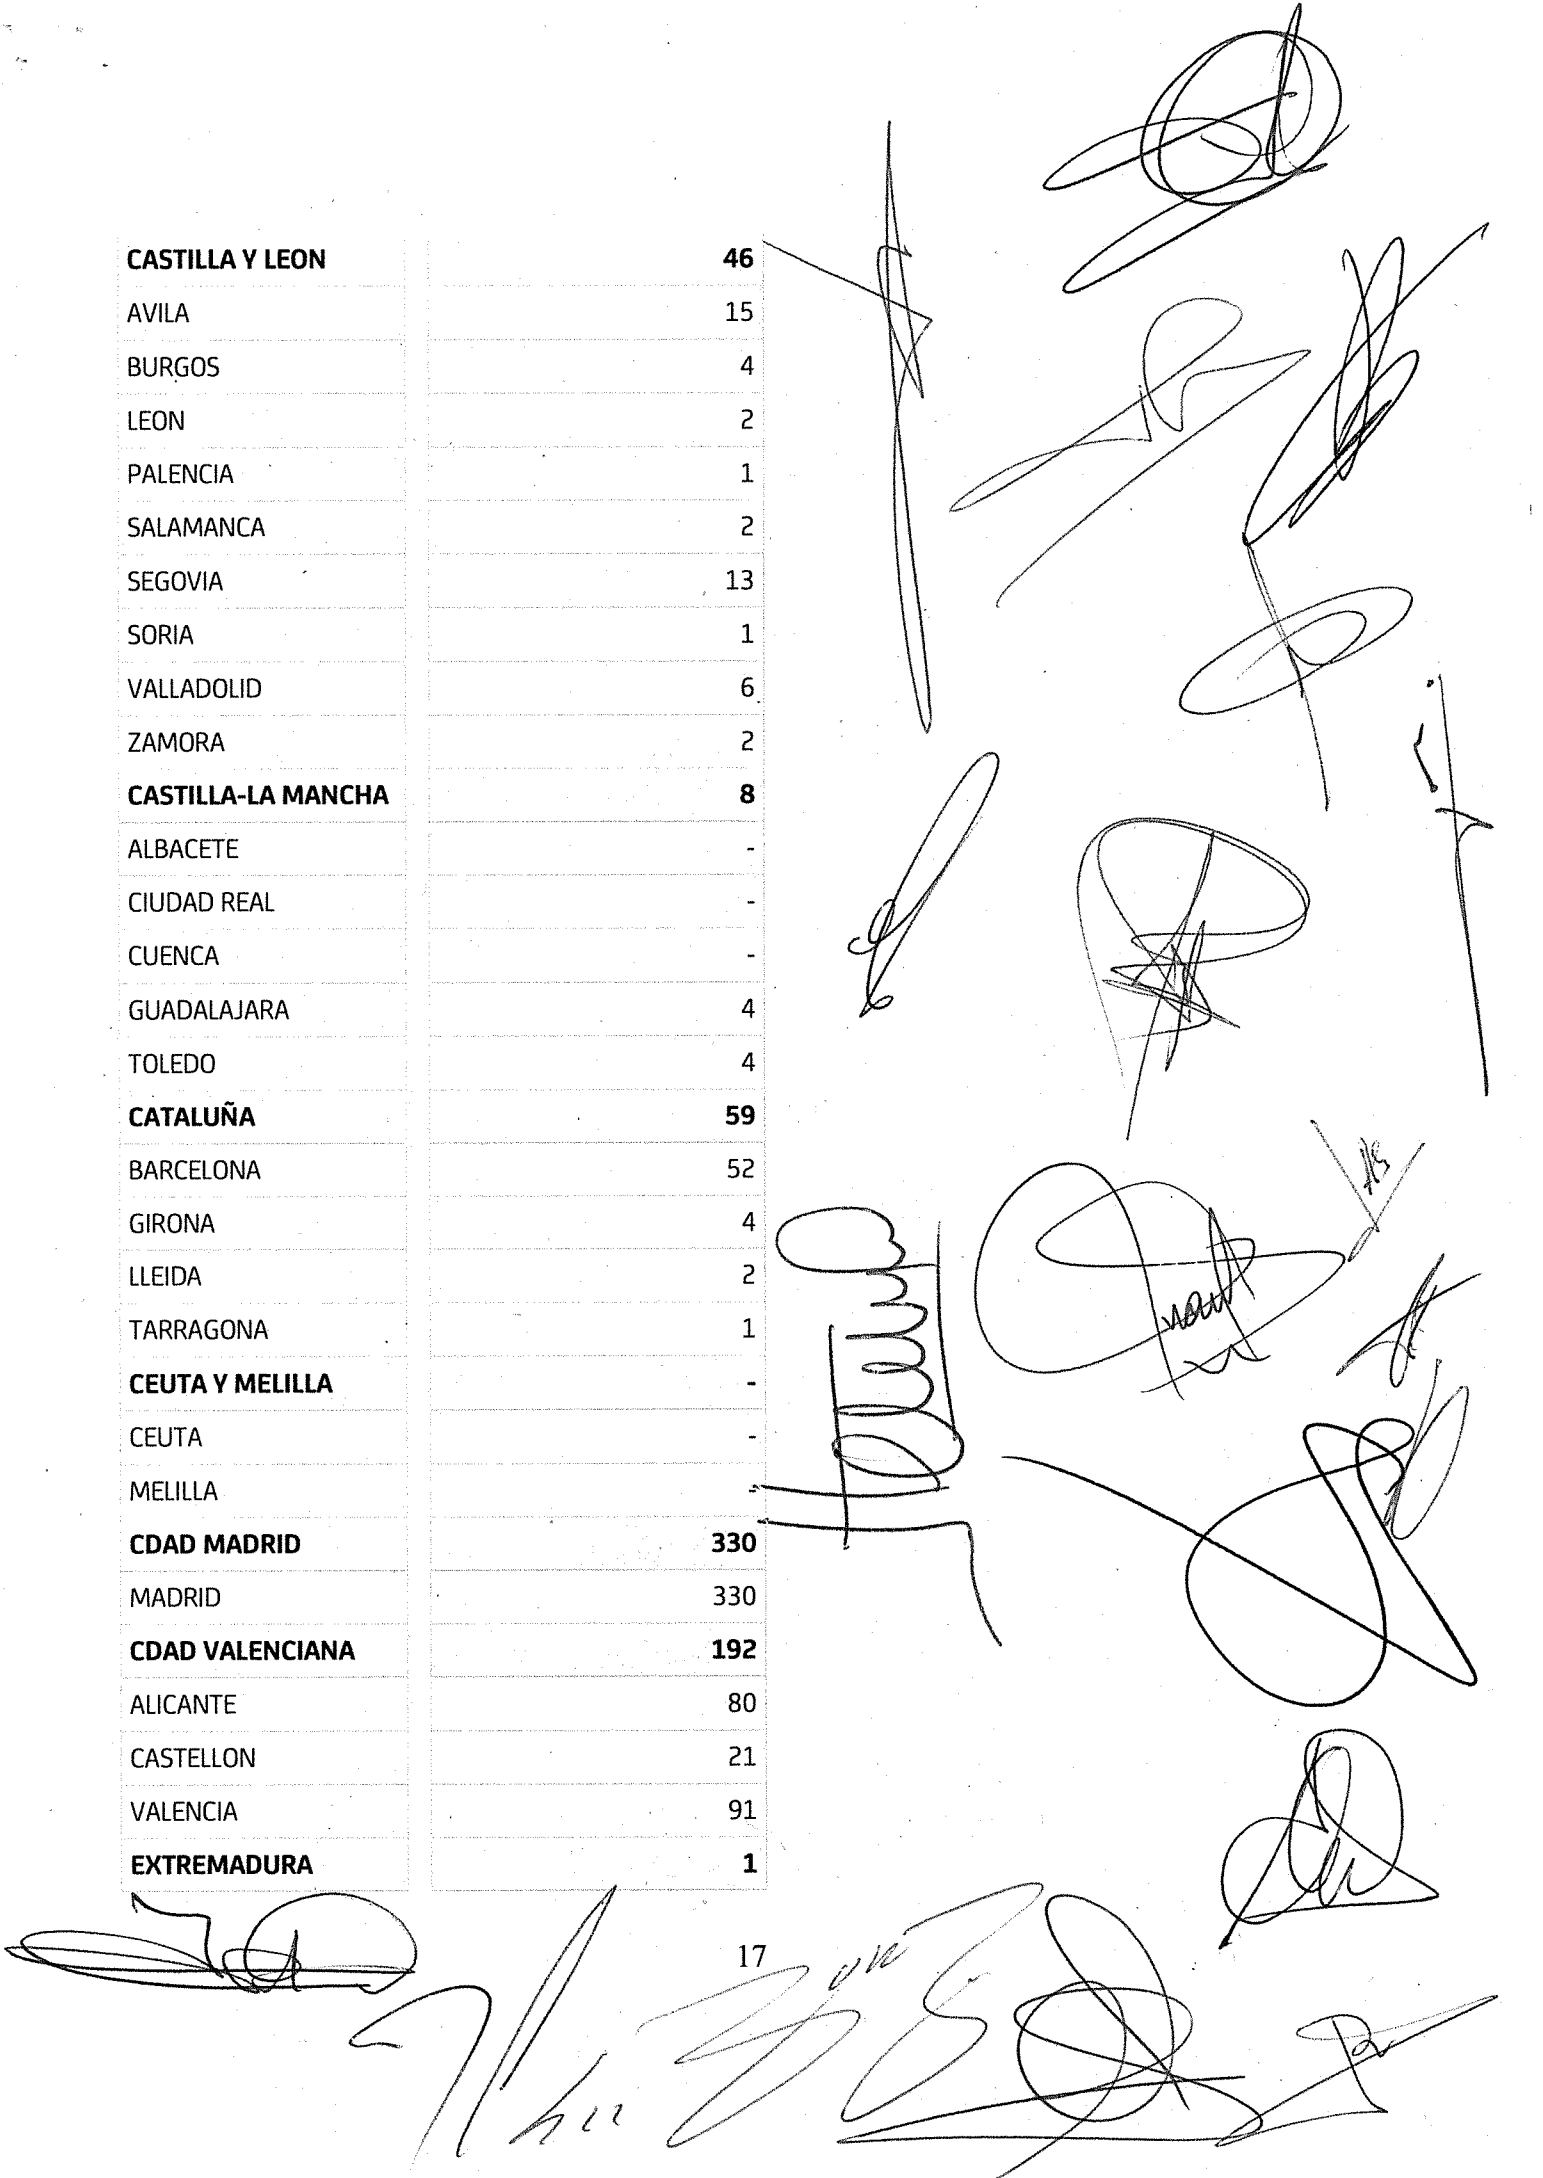 CASTILLA Y LEON 46
AVILA 15
BURGOS 4
LEON 2
PALENCIA 1
SALAMANCA 2
SEGOVIA 13
SORIA 1
VALLADOLID 6
ZAMORA 2
CASTILLA-LA MANCHA 8
ALBACETE -
CIUDAD REAL -
CUENCA -
GUADALAJARA 4
TOLEDO 4
CATALUÑA 59
BARCELONA 52
GIRONA 4
LLEIDA 2
TARRAGONA 1
CEUTA Y MELILLA -
CEUTA -
MELILLA -
CDAD MADRID 330
MADRID 330
CDAD VALENCIANA 192
ALICANTE 80
CASTELLON 21
VALENCIA 91
EXTREMADURA 1
17